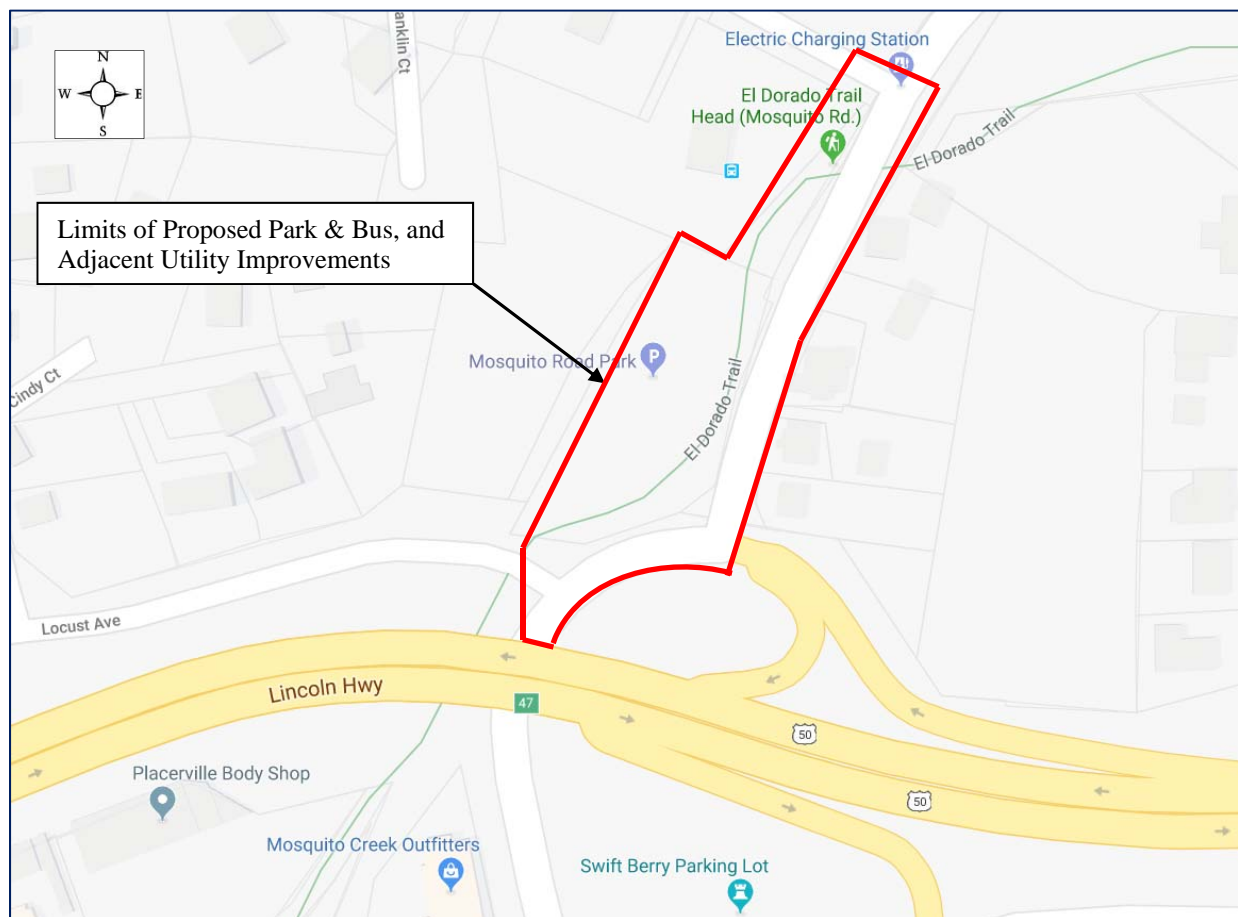 anklin Ct
N
W E
S
Electric Charging Station
El Dorado Trail
Head (Mosquito Rd.)
El Dorado Trail
Limits of Proposed Park & Bus, and
Adjacent Utility Improvements
Mosquito Road Park
P
Cindy Ct
El Dorado Trail
Locust Ave
Lincoln Hwy
47
50
50
Placerville Body Shop
Mosquito Creek Outfitters
Swift Berry Parking Lot